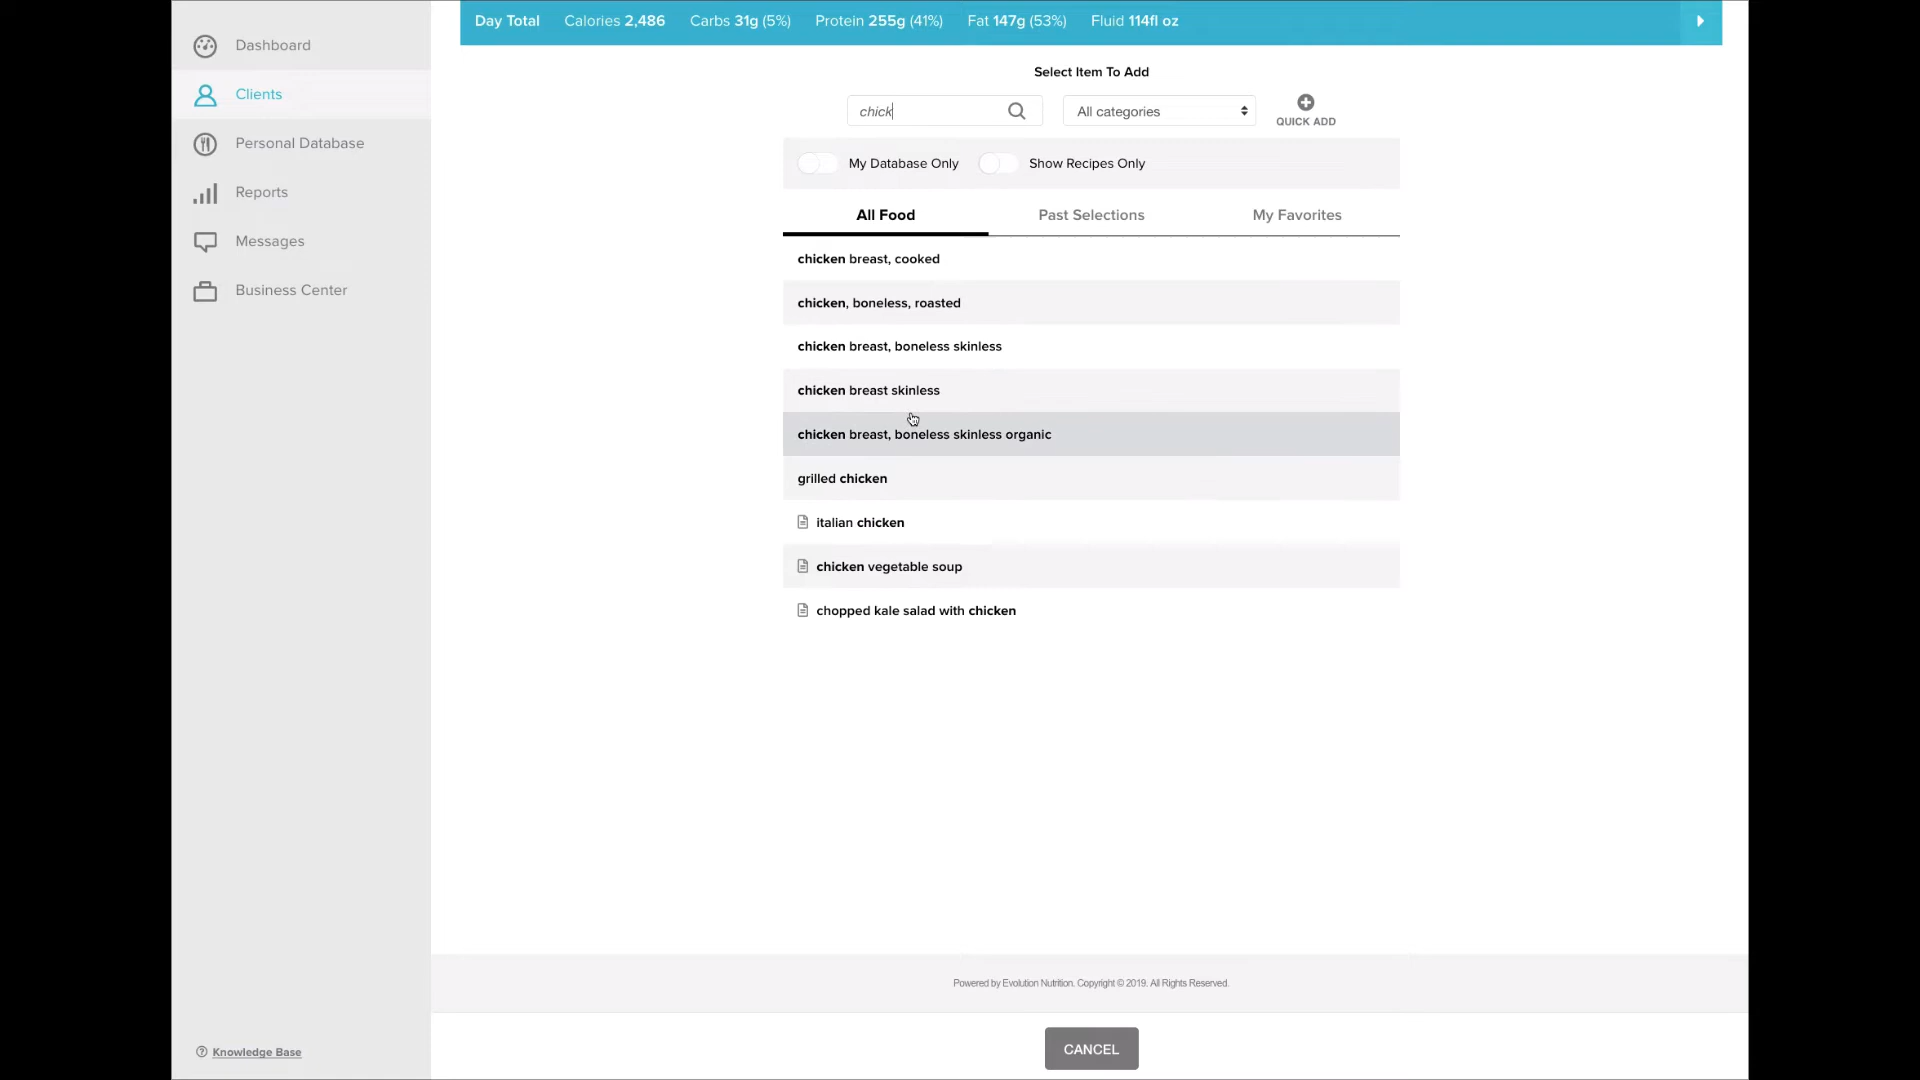 Dashboard
Clients
Personal Database
Reports
Messages
Business Center
Knowledge Base
Day Total Calories 2,486 Carbs 31g (5%) Protein 255g (41%) Fat 147g (53%) Fluid 114fl oz
Select Item To Add
chick
All categories
QUICK ADD
My Database Only
Show Recipes Only
All Food
Past Selections
My Favorites
chicken breast, cooked
chicken, boneless, roasted
chicken breast, boneless skinless
chicken breast skinless
chicken breast, boneless skinless organic
grilled chicken
italian chicken
chicken vegetable soup
chopped kale salad with chicken
Powered by Evolution Nutrition. Copyright © 2019. All Rights Reserved.
CANCEL